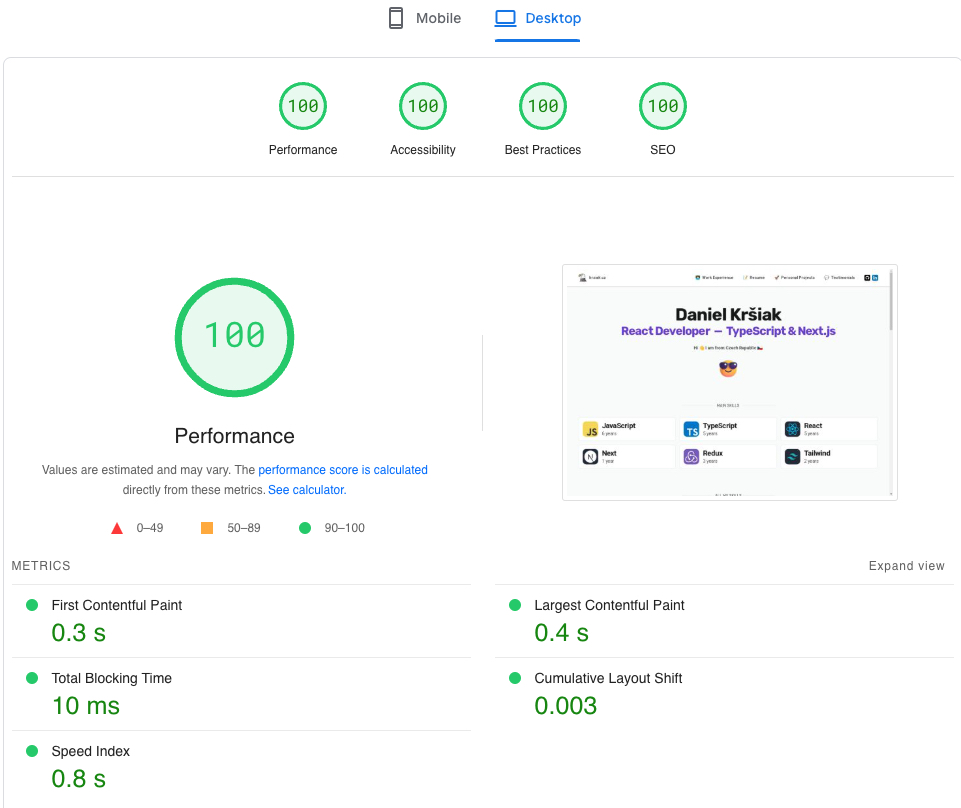 Mobile
Desktop
100
100
100
100
Performance
Accessibility
Best Practices
SEO
100
Performance
Values are estimated and may vary. The performance score is calculated
directly from these metrics. See calculator.
0–49
50–89
90–100
Work Experience
Resume
Personal Projects
Testimonials
Daniel Kršiak
React Developer — TypeScript & Next.js
Hi 👋 I am from Czech Republic 🇨🇿
MAIN SKILLS
JS
JavaScript
6 years
TS
TypeScript
5 years
React
5 years
N
Next
1 year
Redux
3 years
Tailwind
2 years
METRICS
Expand view
First Contentful Paint
0.3 s
Largest Contentful Paint
0.4 s
Total Blocking Time
10 ms
Cumulative Layout Shift
0.003
Speed Index
0.8 s